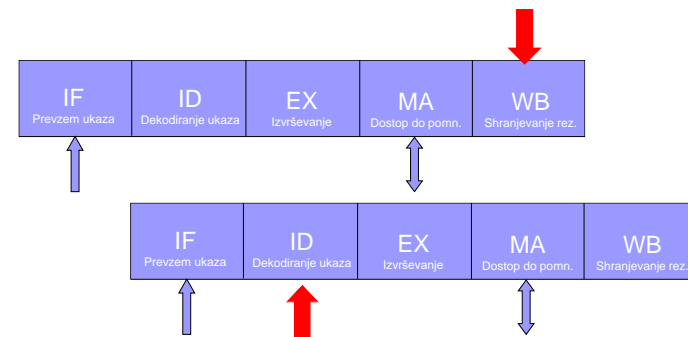 IF ID EX MA WB
Prevzem ukaza Dekodiranje ukaza Izvrševanje Dostop do pomn. Shranjevanje rez.
IF ID EX MA WB
Prevzem ukaza Dekodiranje ukaza Izvrševanje Dostop do pomn. Shranjevanje rez.